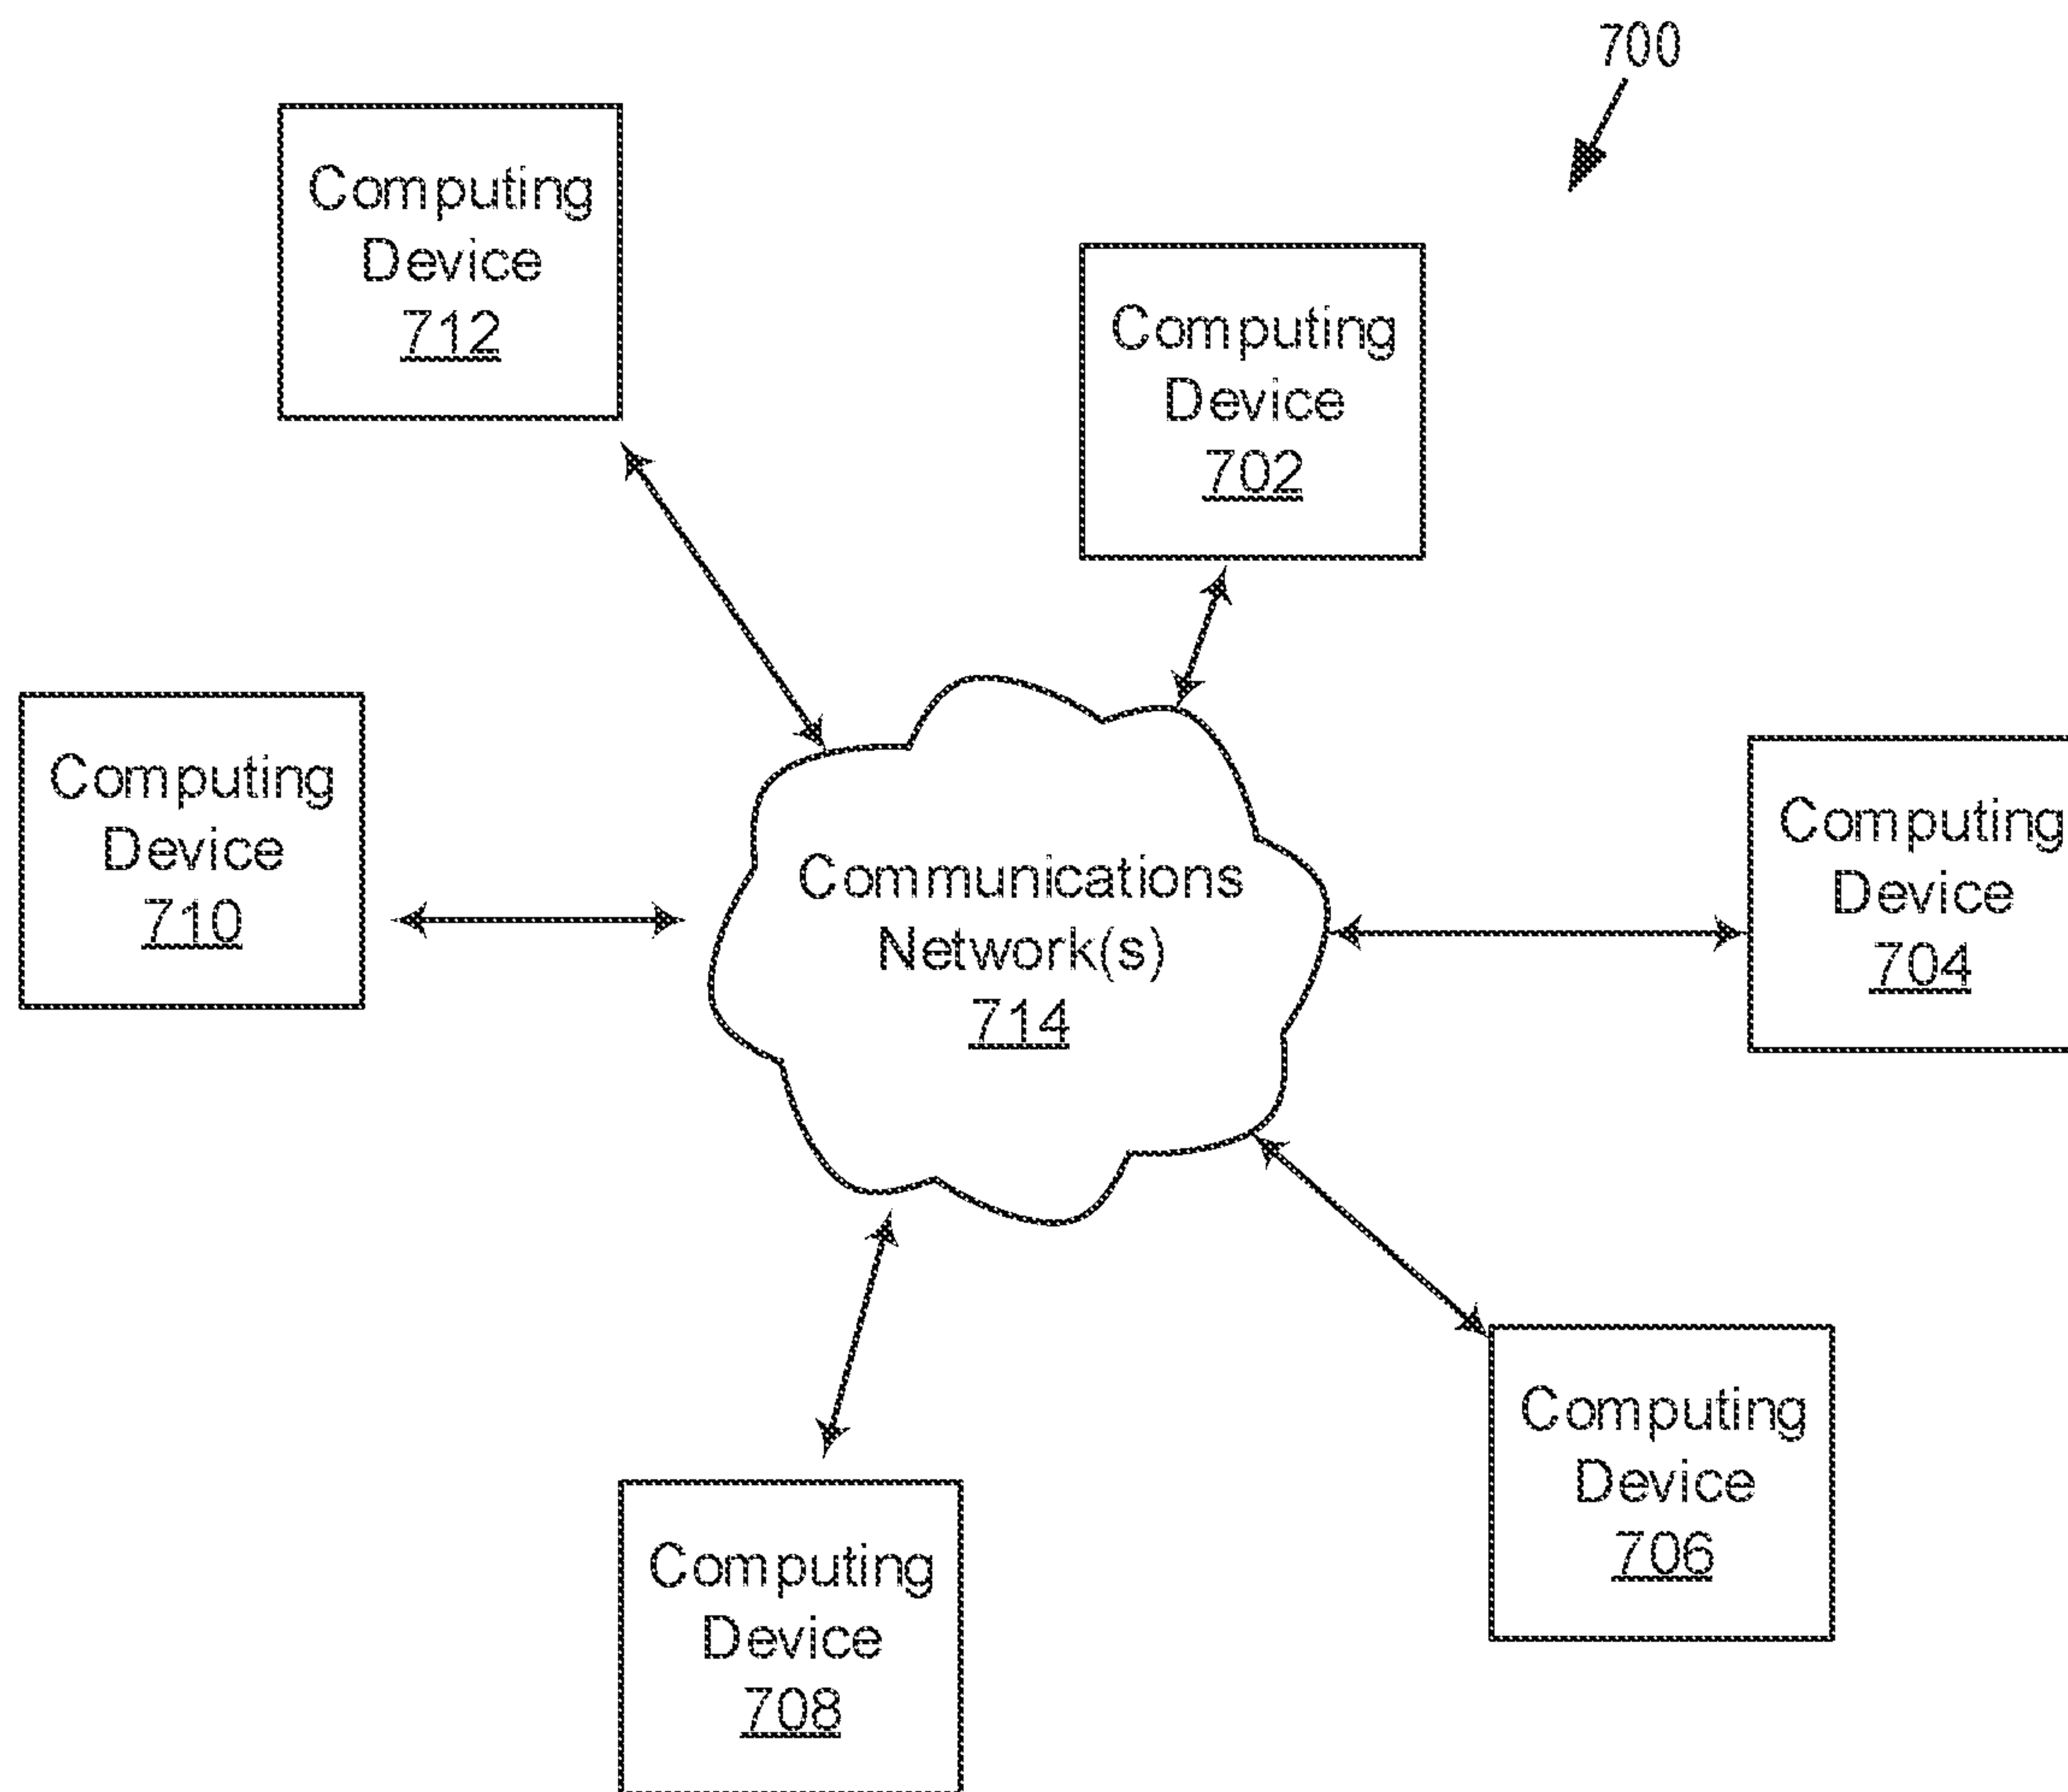 700
Computing
Device
712
Computing
Device
702
Computing
Device
710
Communications
Network(s)
714
Computing
Device
704
Computing
Device
706
Computing
Device
708